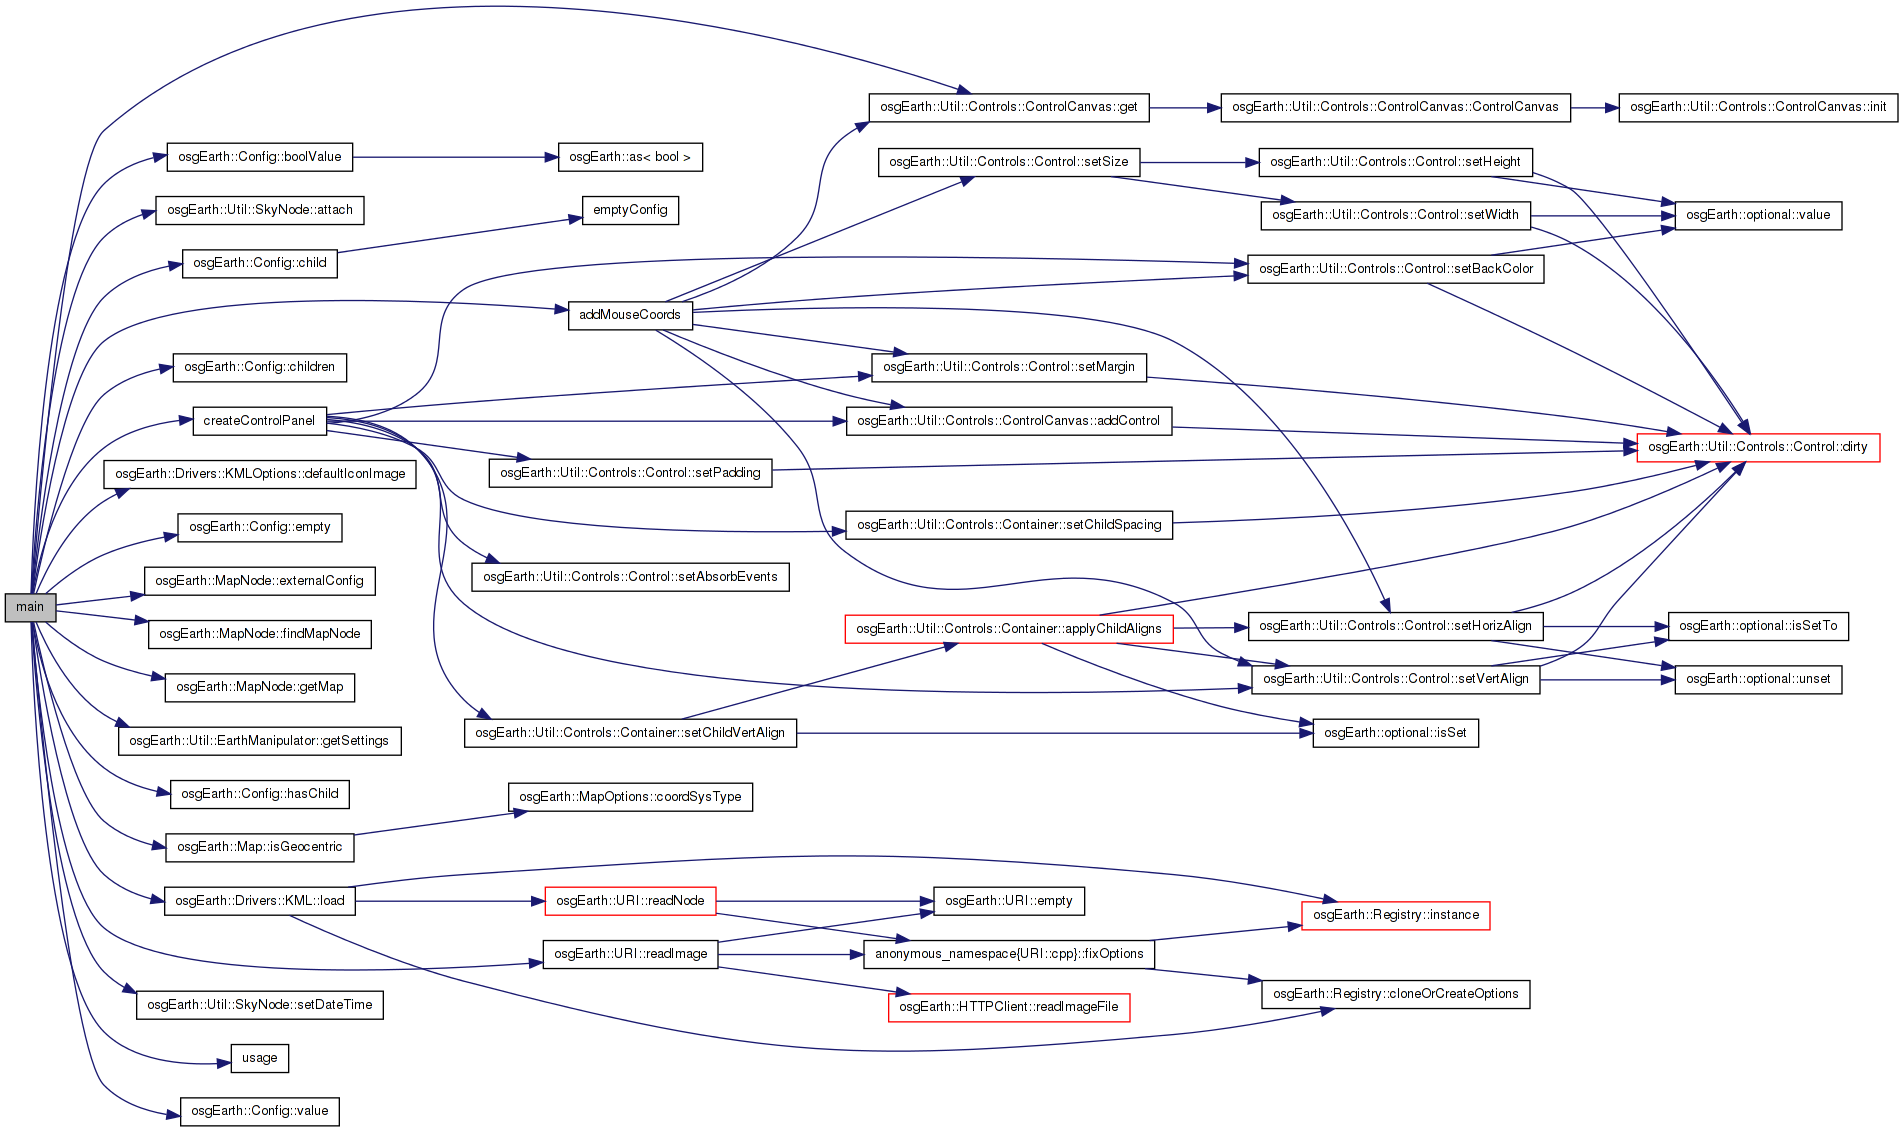 osgEarth::Util::Controls::ControlCanvas::get
osgEarth::Util::Controls::ControlCanvas::ControlCanvas
osgEarth::Util::Controls::ControlCanvas::init
osgEarth::Config::boolValue
osgEarth::as< bool >
osgEarth::Util::Controls::Control::setSize
osgEarth::Util::Controls::Control::setHeight
osgEarth::Util::SkyNode::attach
emptyConfig
osgEarth::Util::Controls::Control::setWidth
osgEarth::optional::value
osgEarth::Config::child
osgEarth::Util::Controls::Control::setBackColor
addMouseCoords
osgEarth::Config::children
osgEarth::Util::Controls::Control::setMargin
createControlPanel
osgEarth::Util::Controls::ControlCanvas::addControl
osgEarth::Util::Controls::Control::dirty
osgEarth::Drivers::KMLOptions::defaultIconImage
osgEarth::Util::Controls::Control::setPadding
osgEarth::Config::empty
osgEarth::Util::Controls::Container::setChildSpacing
osgEarth::MapNode::externalConfig
osgEarth::Util::Controls::Control::setAbsorbEvents
main
osgEarth::MapNode::findMapNode
osgEarth::Util::Controls::Container::applyChildAligns
osgEarth::Util::Controls::Control::setHorizAlign
osgEarth::optional::isSetTo
osgEarth::MapNode::getMap
osgEarth::Util::Controls::Control::setVertAlign
osgEarth::optional::unset
osgEarth::Util::EarthManipulator::getSettings
osgEarth::Util::Controls::Container::setChildVertAlign
osgEarth::optional::isSet
osgEarth::Config::hasChild
osgEarth::MapOptions::coordSysType
osgEarth::Map::isGeocentric
osgEarth::Drivers::KML::load
osgEarth::URI::readNode
osgEarth::URI::empty
osgEarth::Registry::instance
osgEarth::URI::readImage
anonymous_namespace{URI::cpp}::fixOptions
osgEarth::Util::SkyNode::setDateTime
osgEarth::HTTPClient::readImageFile
osgEarth::Registry::cloneOrCreateOptions
usage
osgEarth::Config::value